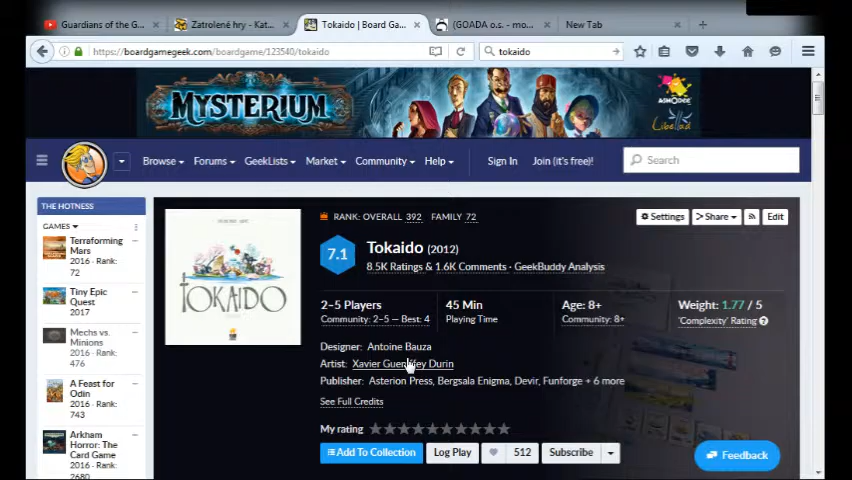 Guardians of the G...
Zatrolené hry - Kat...
Tokaido | Board Ga...
(GOADA o.s. - mo...
New Tab
https://boardgamegeek.com/boardgame/123540/tokaido
tokaido
MYSTERIUM
ASMODEE
Libellud
Browse
Forums
GeekLists
Market
Community
Help
Sign In
Join (it's free!)
Search
THE HOTNESS
GAMES
Terraforming
Mars
2016 - Rank:
72
Tiny Epic
Quest
2017
Mechs vs.
Minions
2016 - Rank:
476
A Feast for
Odin
2016 - Rank:
743
Arkham
Horror: The
Card Game
2016 - Rank:
2680
TOKAIDO
RANK: OVERALL 392 FAMILY 72
Settings
Share
Edit
7.1
Tokaido (2012)
8.5K Ratings & 1.6K Comments · GeekBuddy Analysis
2–5 Players
Community: 2–5 — Best: 4
45 Min
Playing Time
Age: 8+
Community: 8+
Weight: 1.77 / 5
'Complexity' Rating
Designer: Antoine Bauza
Artist: Xavier Gueniffey Durin
Publisher: Asterion Press, Bergsala Enigma, Devir, Funforge + 6 more
See Full Credits
My rating
Add To Collection
Log Play
512
Subscribe
Feedback